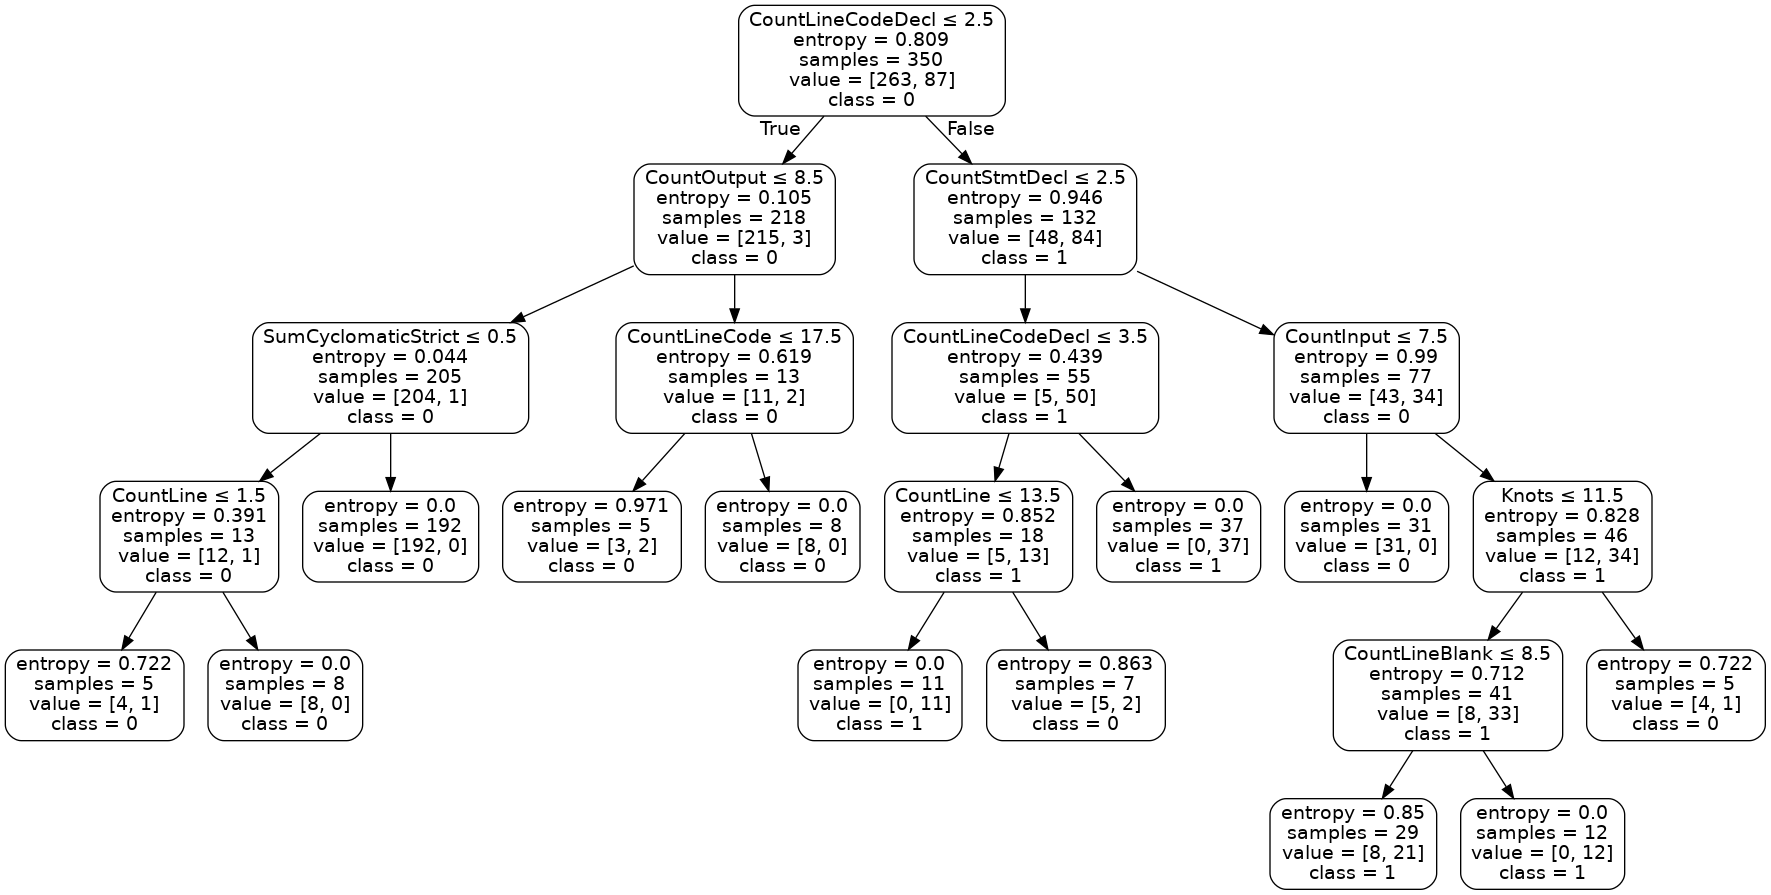 CountLineCodeDecl ≤ 2.5
entropy = 0.809
samples = 350
value = [263, 87]
class = 0
True
False
CountOutput ≤ 8.5
entropy = 0.105
samples = 218
value = [215, 3]
class = 0
CountStmtDecl ≤ 2.5
entropy = 0.946
samples = 132
value = [48, 84]
class = 1
SumCyclomaticStrict ≤ 0.5
entropy = 0.044
samples = 205
value = [204, 1]
class = 0
CountLineCode ≤ 17.5
entropy = 0.619
samples = 13
value = [11, 2]
class = 0
CountLineCodeDecl ≤ 3.5
entropy = 0.439
samples = 55
value = [5, 50]
class = 1
CountInput ≤ 7.5
entropy = 0.99
samples = 77
value = [43, 34]
class = 0
CountLine ≤ 1.5
entropy = 0.391
samples = 13
value = [12, 1]
class = 0
entropy = 0.0
samples = 192
value = [192, 0]
class = 0
entropy = 0.971
samples = 5
value = [3, 2]
class = 0
entropy = 0.0
samples = 8
value = [8, 0]
class = 0
CountLine ≤ 13.5
entropy = 0.852
samples = 18
value = [5, 13]
class = 1
entropy = 0.0
samples = 37
value = [0, 37]
class = 1
entropy = 0.0
samples = 31
value = [31, 0]
class = 0
Knots ≤ 11.5
entropy = 0.828
samples = 46
value = [12, 34]
class = 1
entropy = 0.722
samples = 5
value = [4, 1]
class = 0
entropy = 0.0
samples = 8
value = [8, 0]
class = 0
entropy = 0.0
samples = 11
value = [0, 11]
class = 1
entropy = 0.863
samples = 7
value = [5, 2]
class = 0
CountLineBlank ≤ 8.5
entropy = 0.712
samples = 41
value = [8, 33]
class = 1
entropy = 0.722
samples = 5
value = [4, 1]
class = 0
entropy = 0.85
samples = 29
value = [8, 21]
class = 1
entropy = 0.0
samples = 12
value = [0, 12]
class = 1